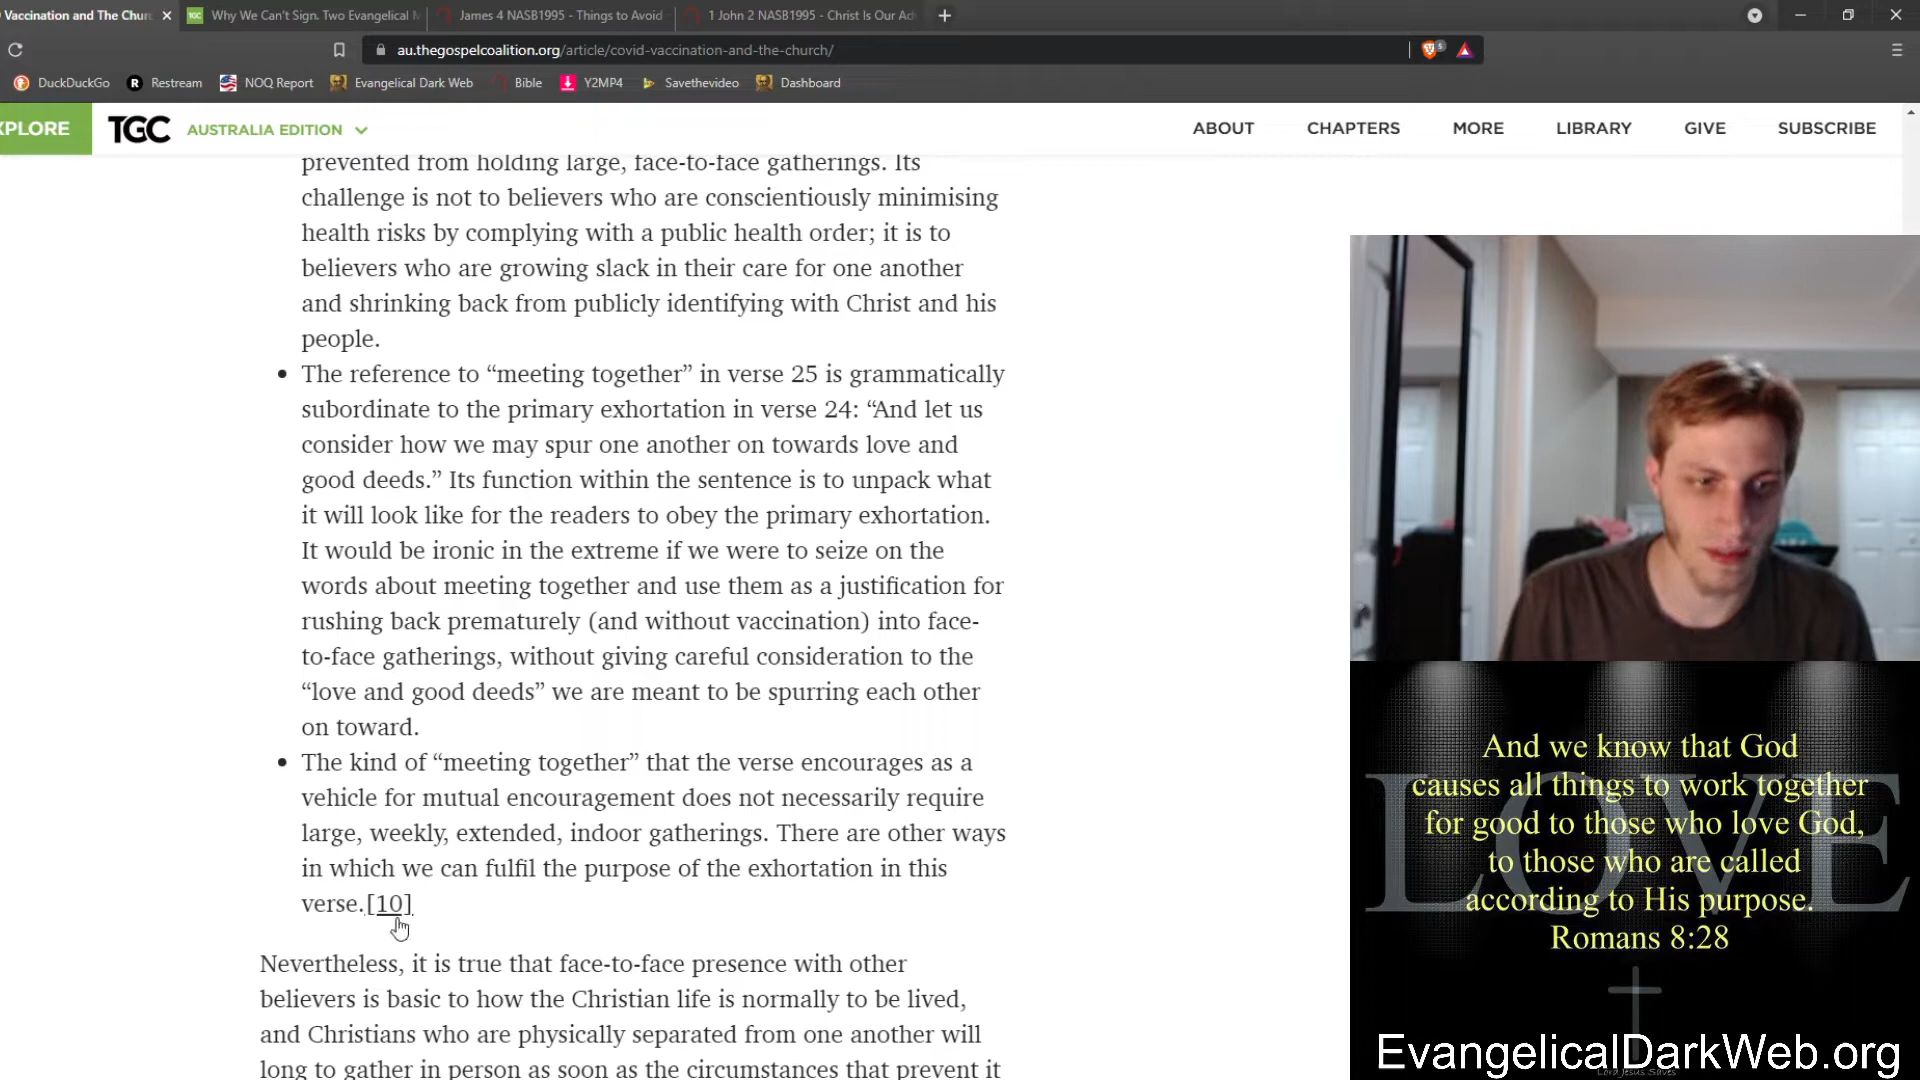 Vaccination and The Churc
Why We Can't Sign. Two Evangelical M
James 4 NASB1995 - Things to Avoid
1 John 2 NASB1995 - Christ Is Our Ad
au.thegospelcoalition.org/article/covid-vaccination-and-the-church/
5
DuckDuckGo
Restream
NOQ Report
Evangelical Dark Web
Bible
Y2MP4
Savethevideo
Dashboard
XPLORE
TGC
AUSTRALIA EDITION
ABOUT
CHAPTERS
MORE
LIBRARY
GIVE
SUBSCRIBE
prevented from holding large, face-to-face gatherings. Its
challenge is not to believers who are conscientiously minimising
health risks by complying with a public health order; it is to
believers who are growing slack in their care for one another
and shrinking back from publicly identifying with Christ and his
people.
• The reference to “meeting together” in verse 25 is grammatically
subordinate to the primary exhortation in verse 24: “And let us
consider how we may spur one another on towards love and
good deeds.” Its function within the sentence is to unpack what
it will look like for the readers to obey the primary exhortation.
It would be ironic in the extreme if we were to seize on the
words about meeting together and use them as a justification for
rushing back prematurely (and without vaccination) into face-
to-face gatherings, without giving careful consideration to the
“love and good deeds” we are meant to be spurring each other
on toward.
• The kind of “meeting together” that the verse encourages as a
vehicle for mutual encouragement does not necessarily require
large, weekly, extended, indoor gatherings. There are other ways
in which we can fulfil the purpose of the exhortation in this
verse.[10]
Nevertheless, it is true that face-to-face presence with other
believers is basic to how the Christian life is normally to be lived,
and Christians who are physically separated from one another will
long to gather in person as soon as the circumstances that prevent it
LOVE
And we know that God
causes all things to work together
for good to those who love God,
to those who are called
according to His purpose.
Romans 8:28
EvangelicalDarkWeb.org
Lord Jesus Saves